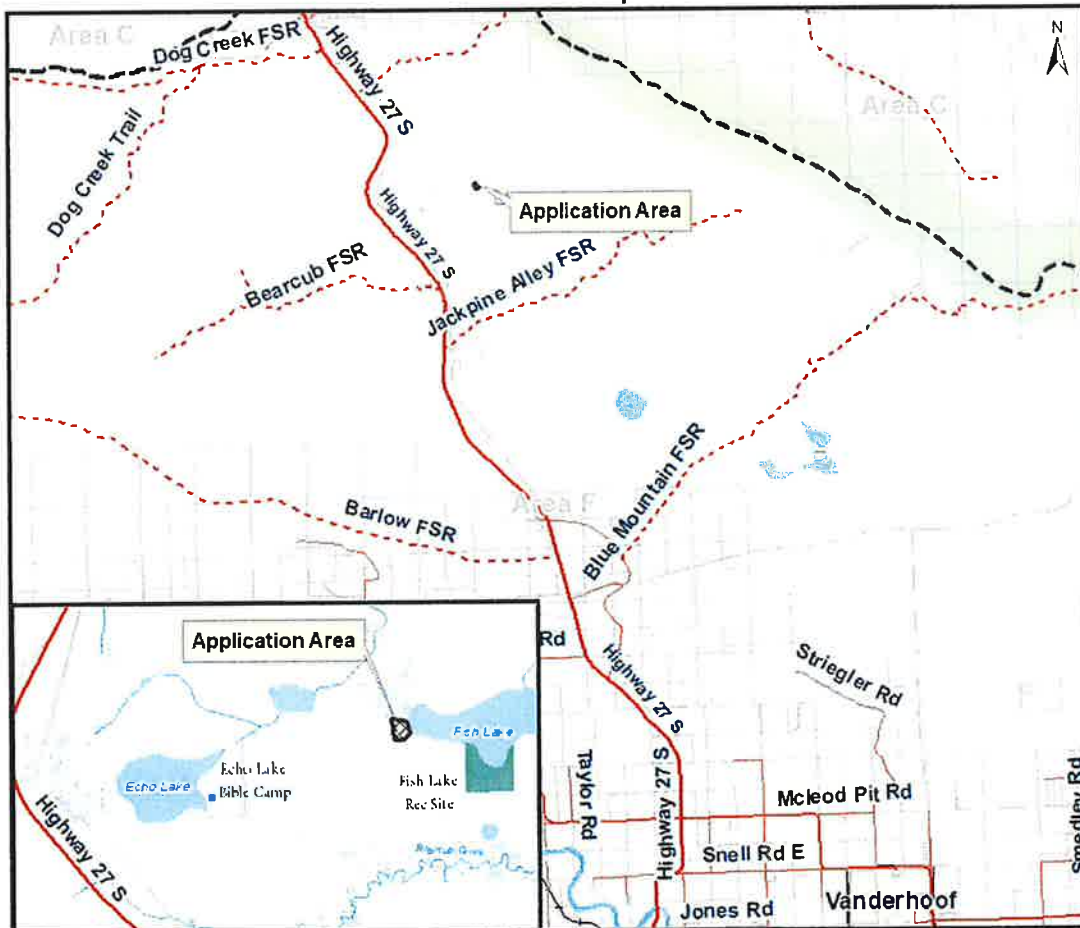 Area C
Dog Creek FSR
Highway 27 S
N
Area C
Dog Creek Trail
Application Area
Highway 27 S
Bearcub FSR
Jackpine Alley FSR
Area F
Blue Mountain FSR
Barlow FSR
Application Area
Rd
Highway 27 S
Striegler Rd
Fish Lake
Echo Lake
Echo Lake
Bible Camp
Fish Lake
Rec Site
Highway 27 S
Taylor Rd
Highway 27 S
Mcleod Pit Rd
Smedley Rd
Snell Rd E
Jones Rd
Vanderhoof